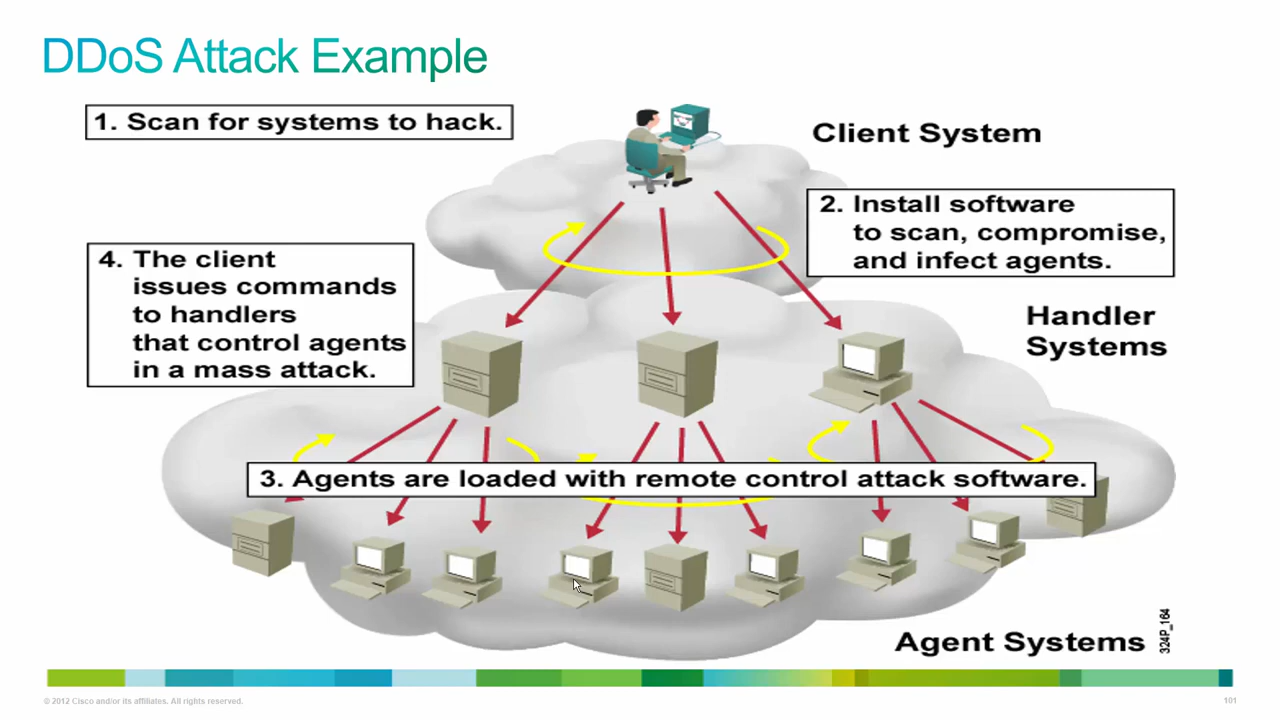 DDoS Attack Example
1. Scan for systems to hack.
Client System
2. Install software
to scan, compromise,
and infect agents.
4. The client
issues commands
to handlers
that control agents
in a mass attack.
Handler
Systems
3. Agents are loaded with remote control attack software.
Agent Systems
324P_164
© 2012 Cisco and/or its affiliates. All rights reserved.
101